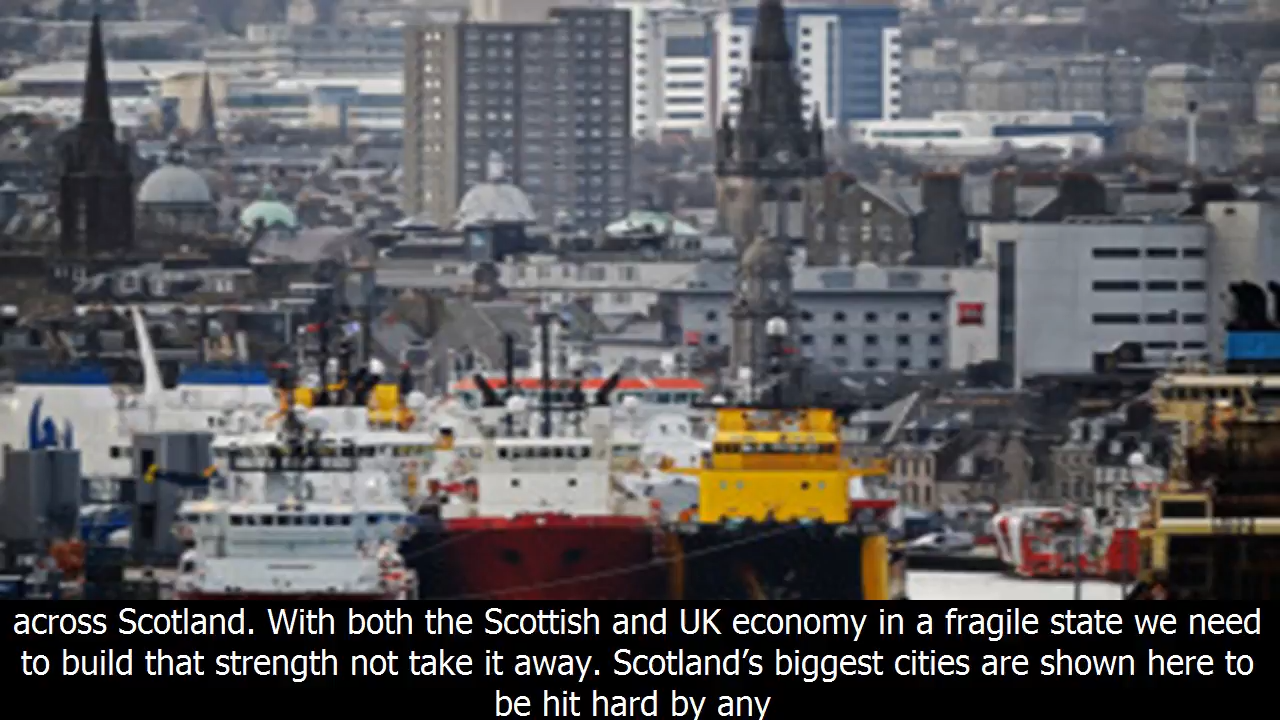 across Scotland. With both the Scottish and UK economy in a fragile state we need
to build that strength not take it away. Scotland’s biggest cities are shown here to
be hit hard by any